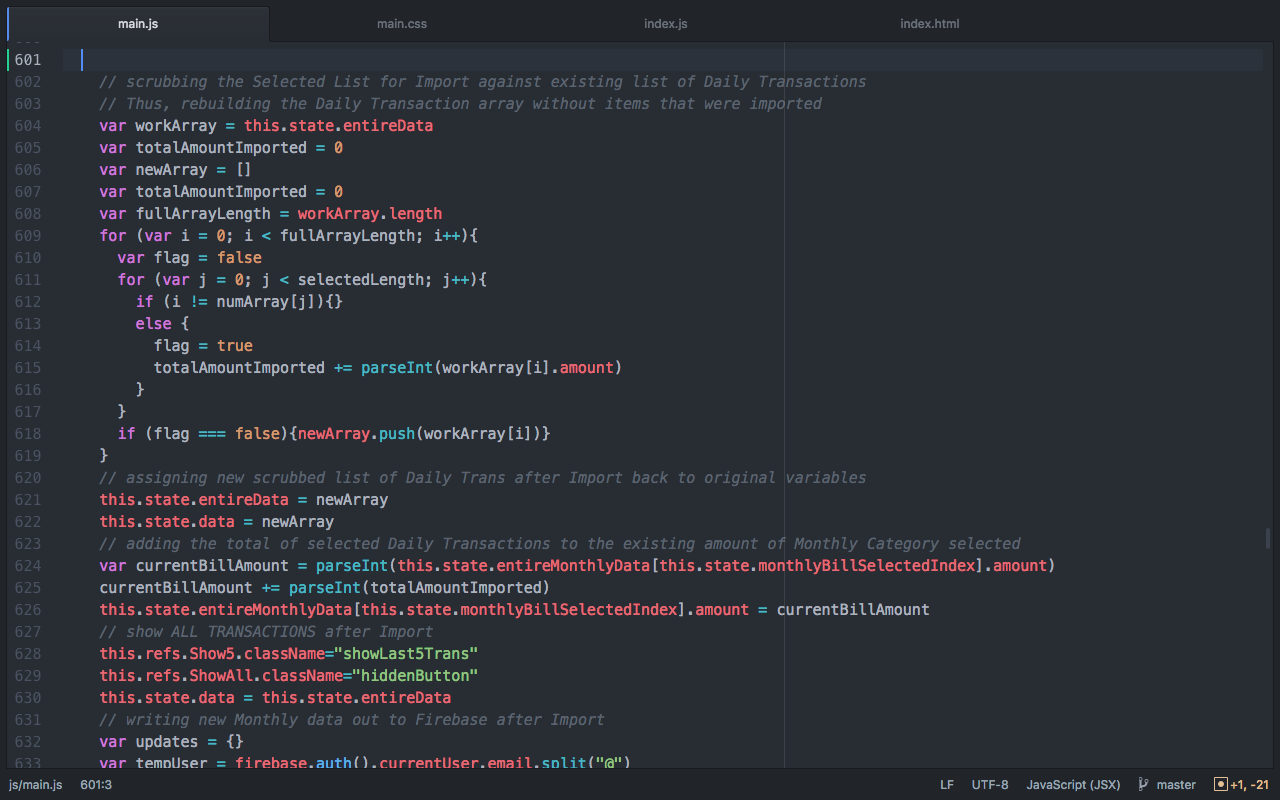 main.js main.css index.js index.html
601
602 // scrubbing the Selected List for Import against existing list of Daily Transactions
603 // Thus, rebuilding the Daily Transaction array without items that were imported
604 var workArray = this.state.entireData
605 var totalAmountImported = 0
606 var newArray = []
607 var totalAmountImported = 0
608 var fullArrayLength = workArray.length
609 for (var i = 0; i < fullArrayLength; i++){
610 var flag = false
611 for (var j = 0; j < selectedLength; j++){
612 if (i != numArray[j]){}
613 else {
614 flag = true
615 totalAmountImported += parseInt(workArray[i].amount)
616 }
617 }
618 if (flag === false){newArray.push(workArray[i])}
619 }
620 // assigning new scrubbed list of Daily Trans after Import back to original variables
621 this.state.entireData = newArray
622 this.state.data = newArray
623 // adding the total of selected Daily Transactions to the existing amount of Monthly Category selected
624 var currentBillAmount = parseInt(this.state.entireMonthlyData[this.state.monthlyBillSelectedIndex].amount)
625 currentBillAmount += parseInt(totalAmountImported)
626 this.state.entireMonthlyData[this.state.monthlyBillSelectedIndex].amount = currentBillAmount
627 // show ALL TRANSACTIONS after Import
628 this.refs.Show5.className="showLast5Trans"
629 this.refs.ShowAll.className="hiddenButton"
630 this.state.data = this.state.entireData
631 // writing new Monthly data out to Firebase after Import
632 var updates = {}
633 var tempUser = firebase.auth().currentUser.email.split("@")
js/main.js 601:3 LF UTF-8 JavaScript (JSX) master +1, -21